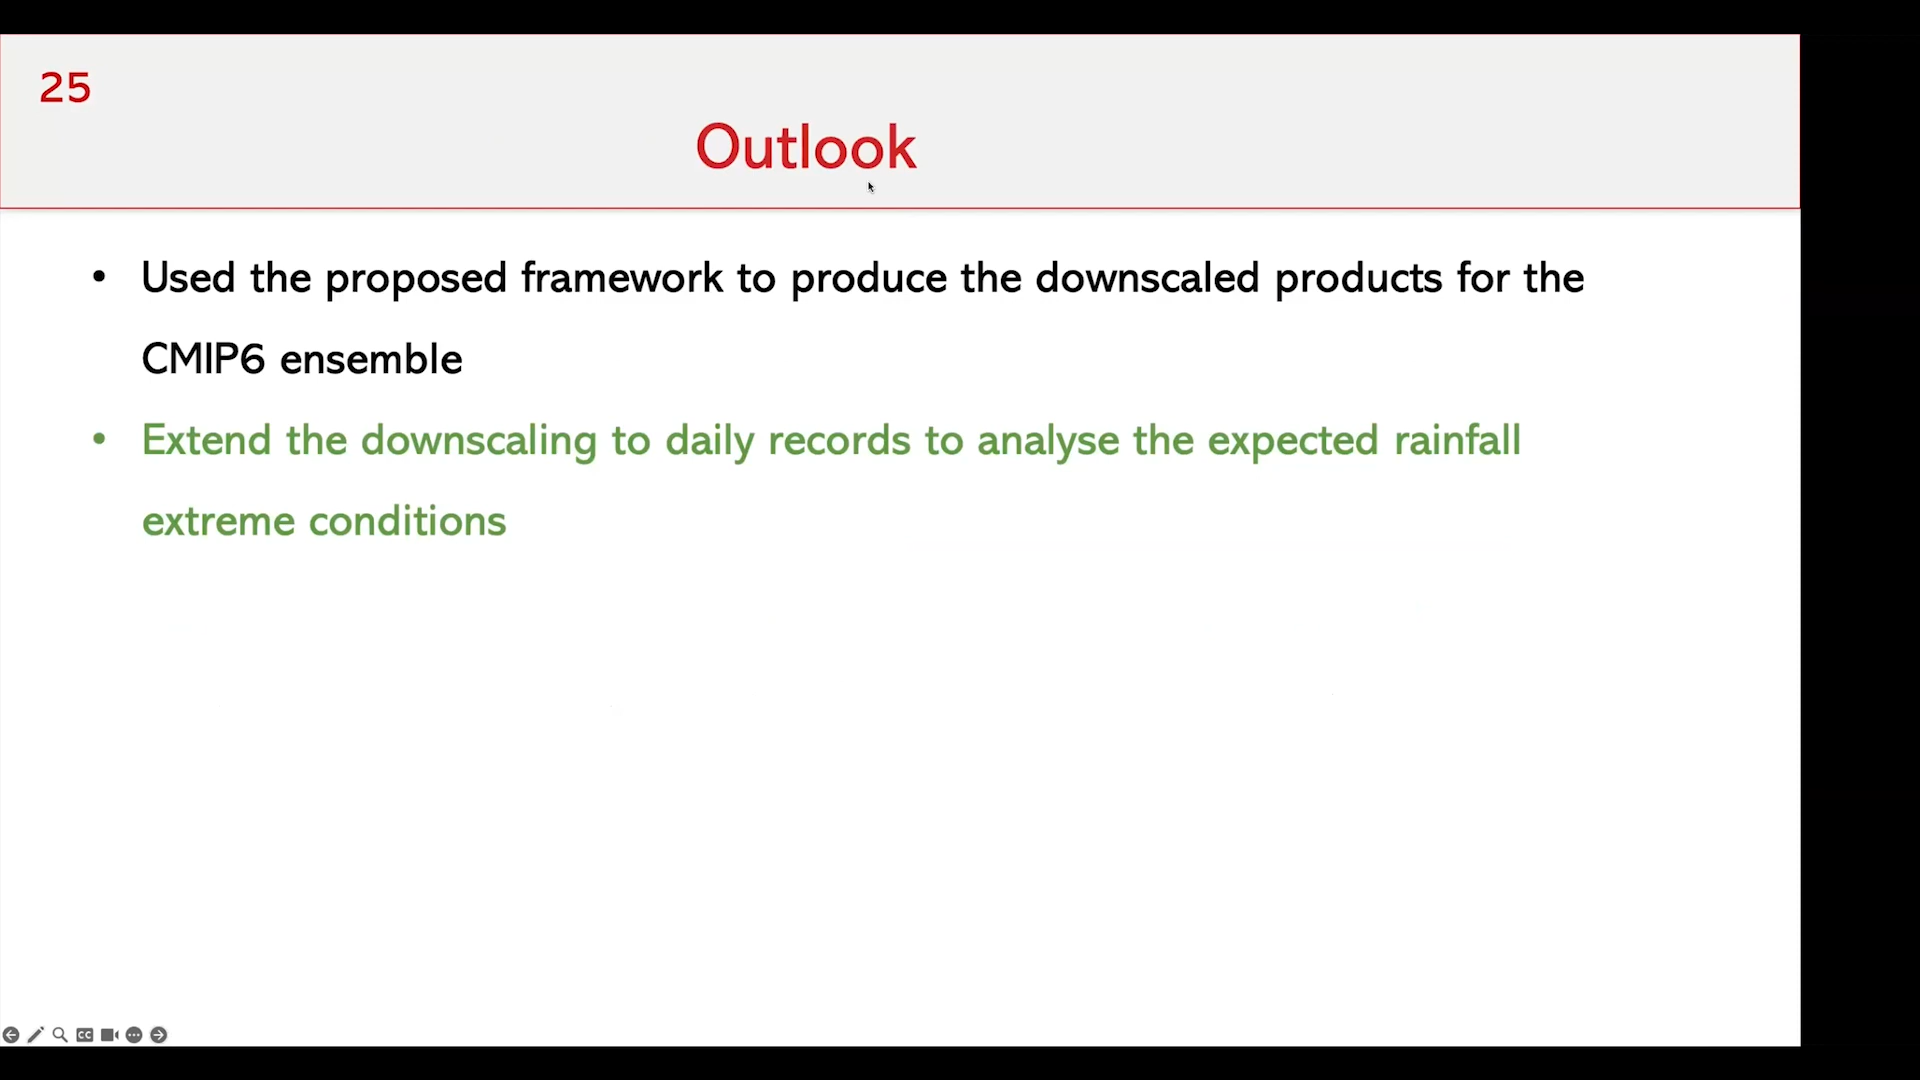 25
Outlook
• Used the proposed framework to produce the downscaled products for the
CMIP6 ensemble
• Extend the downscaling to daily records to analyse the expected rainfall
extreme conditions
CC